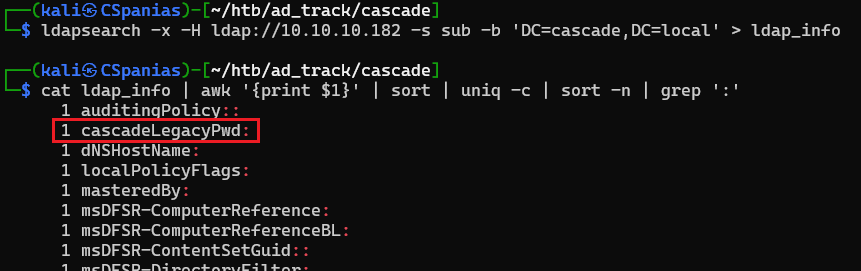 ┌──(kali㉿CSpanias)-[~/htb/ad_track/cascade]
└─$ ldapsearch -x -H ldap://10.10.10.182 -s sub -b 'DC=cascade,DC=local' > ldap_info
┌──(kali㉿CSpanias)-[~/htb/ad_track/cascade]
└─$ cat ldap_info | awk '{print $1}' | sort | uniq -c | sort -n | grep ':'
1 auditingPolicy::
1 cascadeLegacyPwd:
1 dNSHostName:
1 localPolicyFlags:
1 masteredBy:
1 msDFSR-ComputerReference:
1 msDFSR-ComputerReferenceBL:
1 msDFSR-ContentSetGuid::
1 msDFSR-DirectoryFilter: